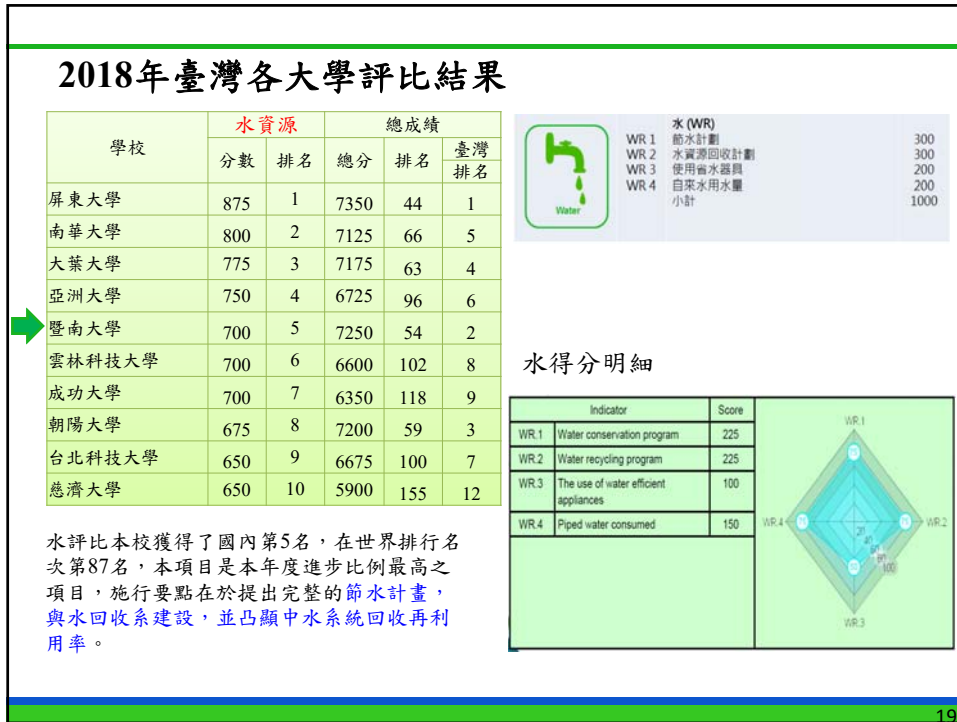 2018年臺灣各大學評比結果
學校 水資源 總成績
分數 排名 總分 排名 臺灣排名
屏東大學 875 1 7350 44 1
南華大學 800 2 7125 66 5
大葉大學 775 3 7175 63 4
亞洲大學 750 4 6725 96 6
暨南大學 700 5 7250 54 2
雲林科技大學 700 6 6600 102 8
成功大學 700 7 6350 118 9
朝陽大學 675 8 7200 59 3
台北科技大學 650 9 6675 100 7
慈濟大學 650 10 5900 155 12
水評比本校獲得了國內第5名，在世界排行名
次第87名，本項目是本年度進步比例最高之
項目，施行要點在於提出完整的節水計畫，
與水回收系建設，並凸顯中水系統回收再利
用率。
Water
水 (WR)
WR 1 節水計劃 300
WR 2 水資源回收計劃 300
WR 3 使用省水器具 200
WR 4 自來水用水量 200
小計 1000
水得分明細
Indicator Score
WR.1 Water conservation program 225
WR.2 Water recycling program 225
WR.3 The use of water efficient
appliances 100
WR.4 Piped water consumed 150
WR.1
WR.4
WR.2
20
40
60
80
100
WR.3
19